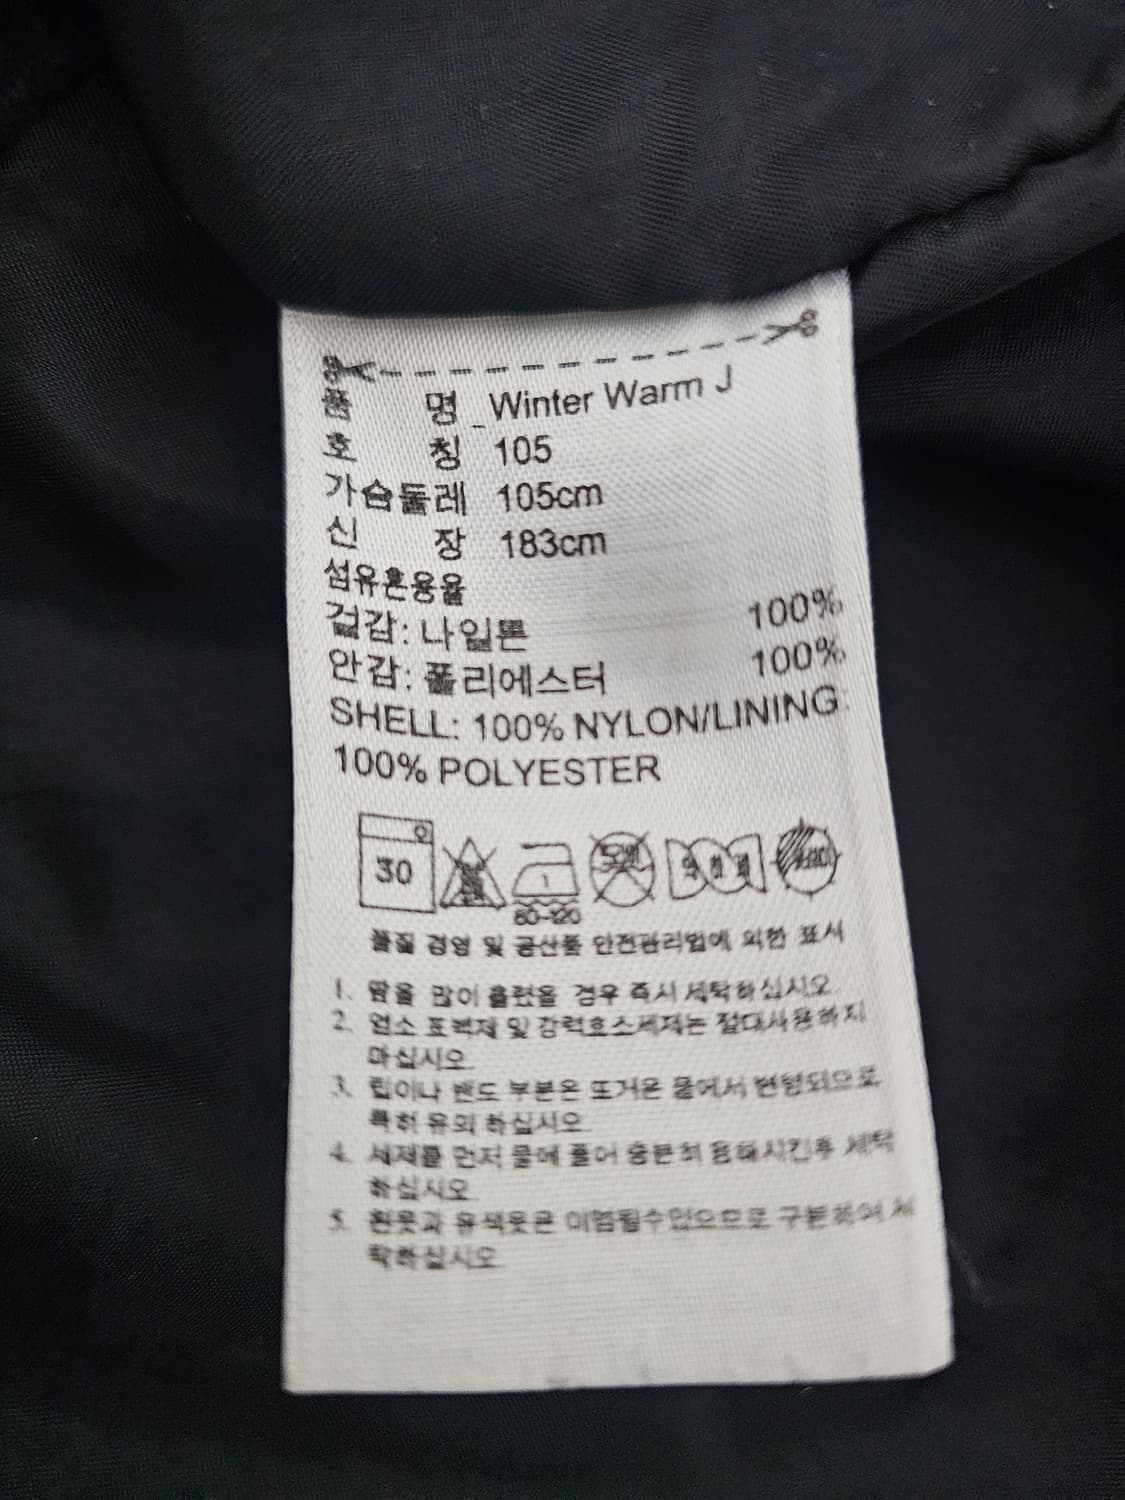 품 명 Winter Warm J
호 칭 105
가슴둘레 105cm
신 장 183cm
섬유혼용율
겉감: 나일론 100%
안감: 폴리에스터 100%
SHELL: 100% NYLON/LINING:
100% POLYESTER
30 60-120 약하게
품질 경영 및 공산품 안전관리법에 의한 표시
1. 땀을 많이 흘렸을 경우 즉시 세탁하십시오.
2. 염소 표백제 및 강력효소세제는 절대사용하지
마십시오.
3. 립이나 밴드 부분은 뜨거운 물에서 변형되므로
특히 유의 하십시오.
4. 세제를 먼저 물에 풀어 충분히 용해시킨후 세탁
하십시오.
5. 흰옷과 유색옷은 이염될수있으므로 구분하여 세
탁하십시오.